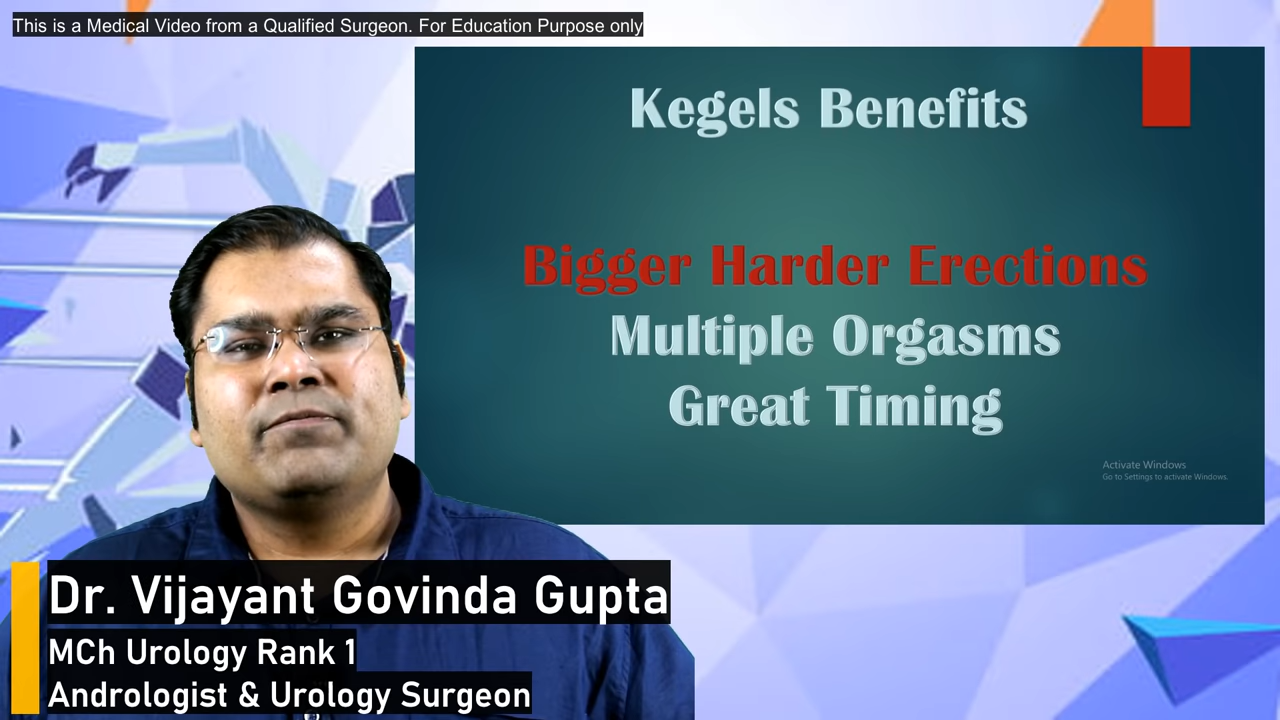 This is a Medical Video from a Qualified Surgeon. For Education Purpose only
Kegels Benefits
Bigger Harder Erections
Multiple Orgasms
Great Timing
Activate Windows
Go to Settings to activate Windows.
Dr. Vijayant Govinda Gupta
MCh Urology Rank 1
Andrologist & Urology Surgeon